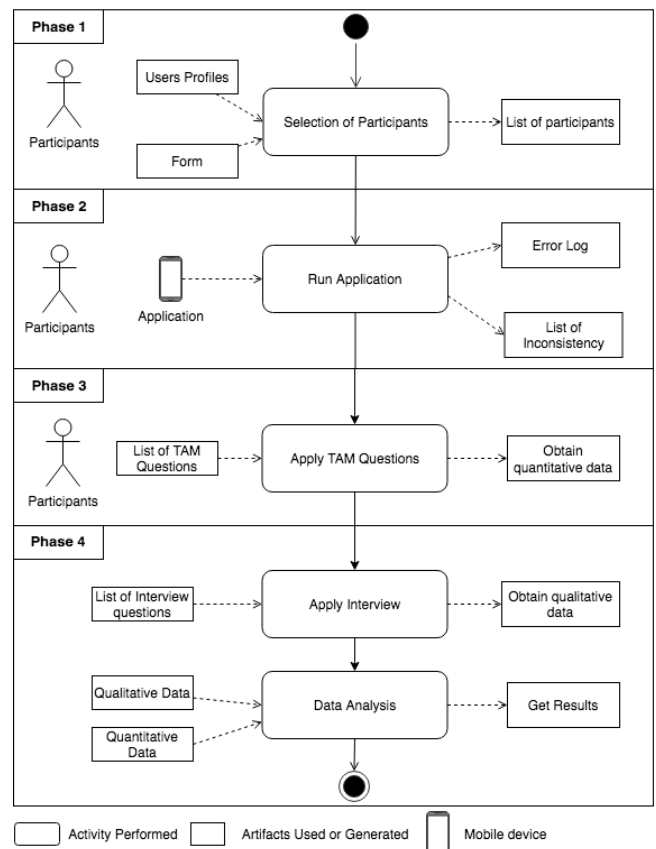 Phase 1
Participants
Users Profiles
Form
Selection of Participants
List of participants
Phase 2
Participants
Application
Run Application
Error Log
List of
Inconsistency
Phase 3
Participants
List of TAM
Questions
Apply TAM Questions
Obtain
quantitative data
Phase 4
List of Interview
questions
Apply Interview
Obtain qualitative
data
Qualitative Data
Quantitative
Data
Data Analysis
Get Results
Activity Performed
Artifacts Used or Generated
Mobile device